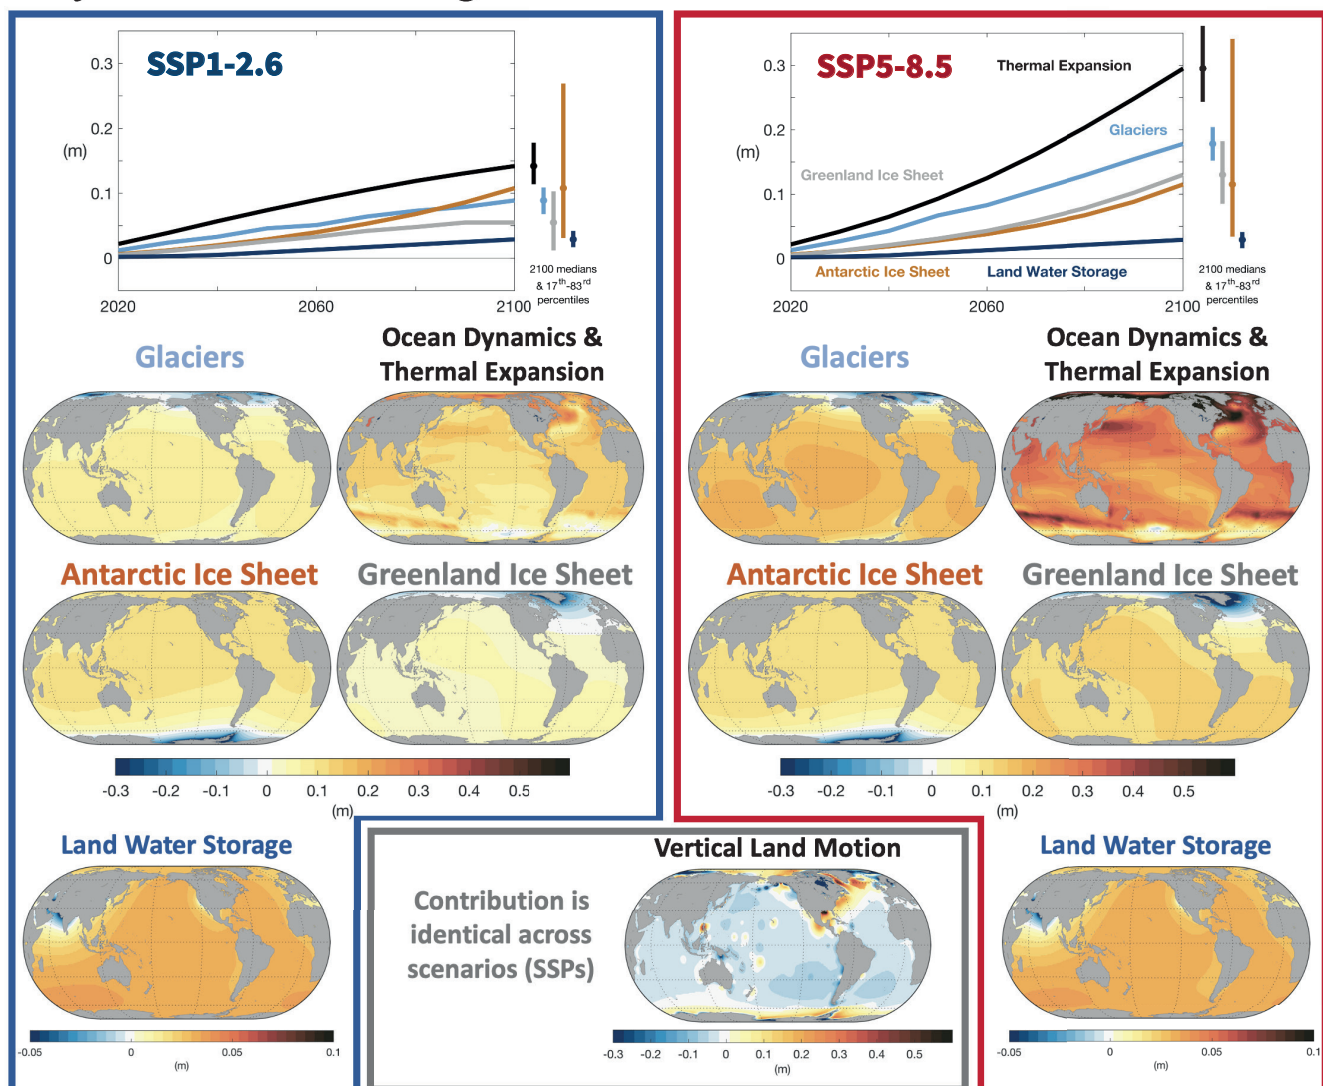 SSP1-2.6
0.3
0.2
(m)
0.1
0
2020
2060
2100
2100 medians
& 17th-83rd
percentiles
Glaciers
Ocean Dynamics &
Thermal Expansion
Antarctic Ice Sheet
Greenland Ice Sheet
-0.3 -0.2 -0.1 0 0.1 0.2 0.3 0.4 0.5
(m)
Land Water Storage
-0.05 0 0.05 0.1
(m)
SSP5-8.5
Thermal Expansion
Glaciers
Greenland Ice Sheet
Antarctic Ice Sheet
Land Water Storage
0.3
0.2
(m)
0.1
0
2020
2060
2100
2100 medians
& 17th-83rd
percentiles
Glaciers
Ocean Dynamics &
Thermal Expansion
Antarctic Ice Sheet
Greenland Ice Sheet
-0.3 -0.2 -0.1 0 0.1 0.2 0.3 0.4 0.5
(m)
Land Water Storage
-0.05 0 0.05 0.1
(m)
Contribution is
identical across
scenarios (SSPs)
Vertical Land Motion
-0.3 -0.2 -0.1 0 0.1 0.2 0.3 0.4 0.5
(m)